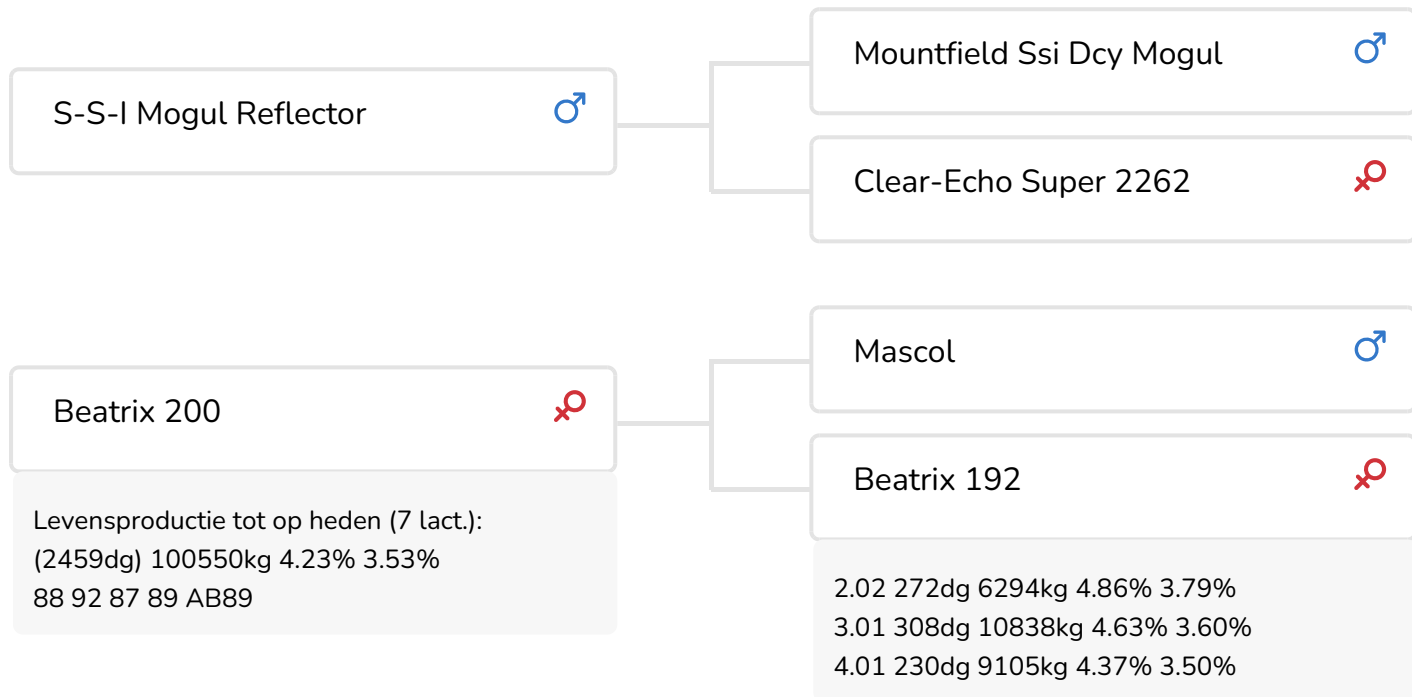 S-S-I Mogul Reflector
Mountfield Ssi Dcy Mogul
Clear-Echo Super 2262
Beatrix 200
Levensproductie tot op heden (7 lact.):
(2459dg) 100550kg 4.23% 3.53%
88 92 87 89 AB89
Mascol
Beatrix 192
2.02 272dg 6294kg 4.86% 3.79%
3.01 308dg 10838kg 4.63% 3.60%
4.01 230dg 9105kg 4.37% 3.50%